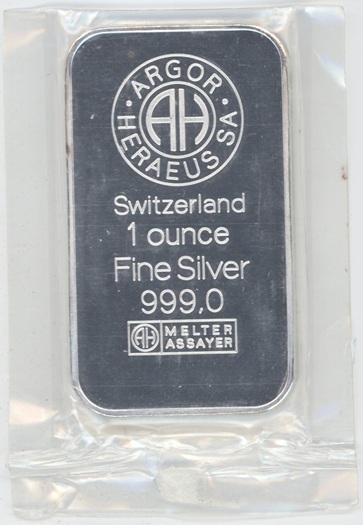 · ARGOR ·
HERAEUS SA
AH
Switzerland
1 ounce
Fine Silver
999,0
AH MELTER
ASSAYER